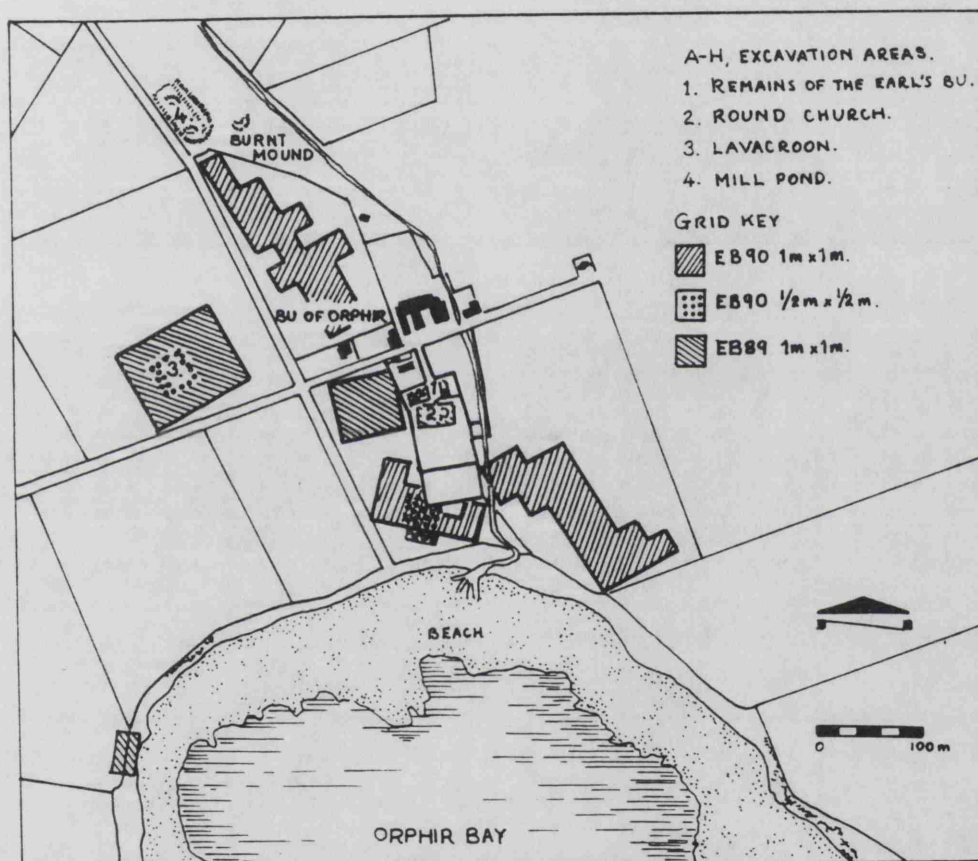 A-H, EXCAVATION AREAS.
1. REMAINS OF THE EARL'S BU.
2. ROUND CHURCH.
3. LAVACROON.
4. MILL POND.
GRID KEY
EB90 1m x 1m.
EB90 1/2m x 1/2m.
EB89 1m x 1m.
4
BURNT
MOUND
BU OF ORPHIR
3.
2
BEACH
ORPHIR BAY
0 100m